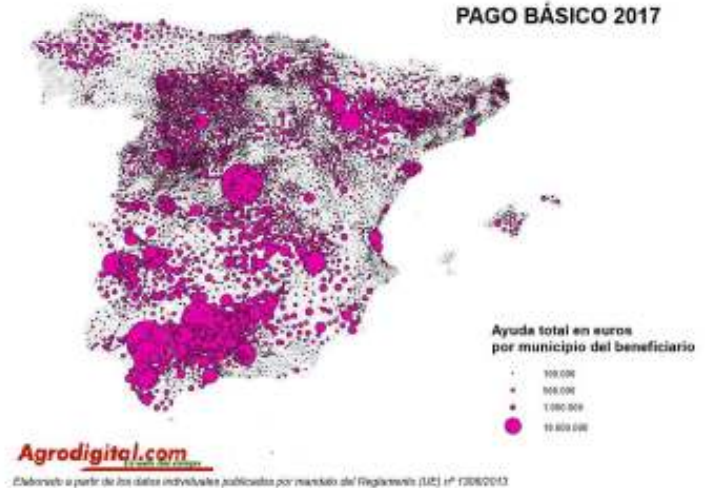 PAGO BÁSICO 2017
Ayuda total en euros
por municipio del beneficiario
100.000
500.000
1.000.000
10.000.000
Agrodigital.com
Elaborado a partir de los datos individuales publicados por mandato del Reglamento (UE) nº 1306/2013